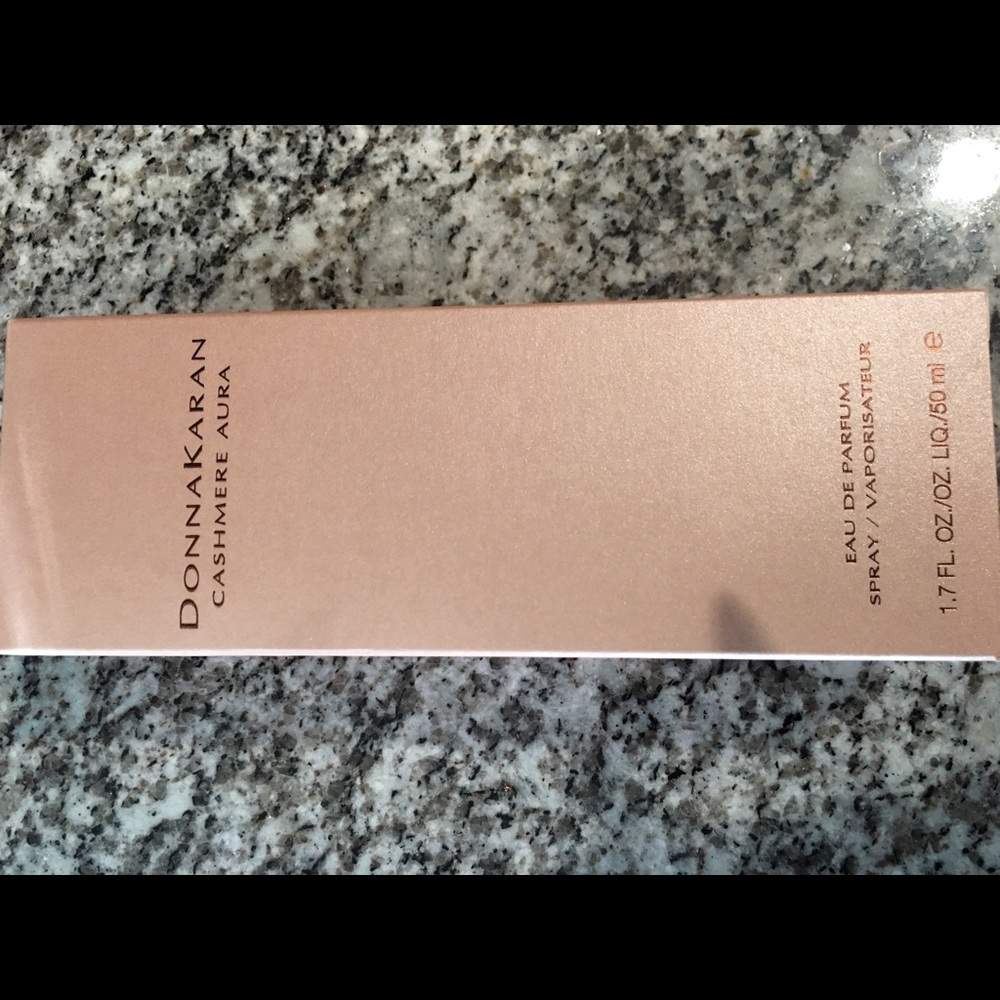 DONNAKARAN
CASHMERE AURA
EAU DE PARFUM
SPRAY / VAPORISATEUR
1.7 FL. OZ./OZ. LIQ./50 ml e